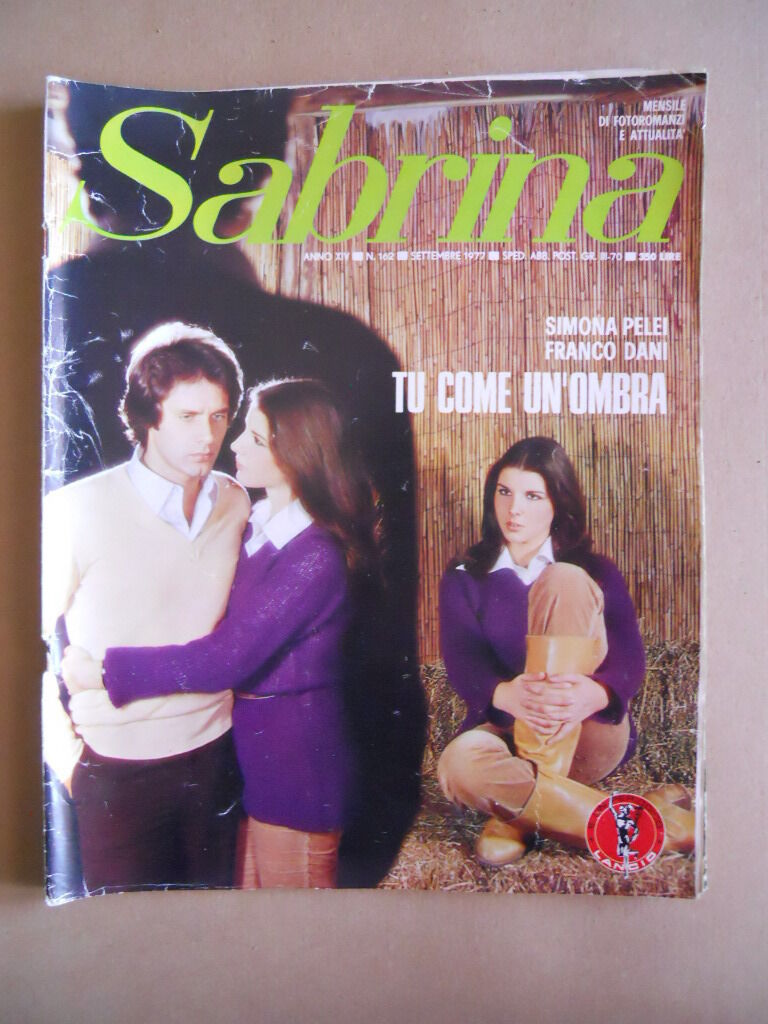 MENSILE
DI FOTOROMANZI
E ATTUALITA'
Sabrina
ANNO XIV ■ N. 162 ■ SETTEMBRE 1977 ■ SPED. ABB. POST. GR. III-70 ■ 350 LIRE
SIMONA PELEI
FRANCO DANI
TU COME UN'OMBRA
LANCIO